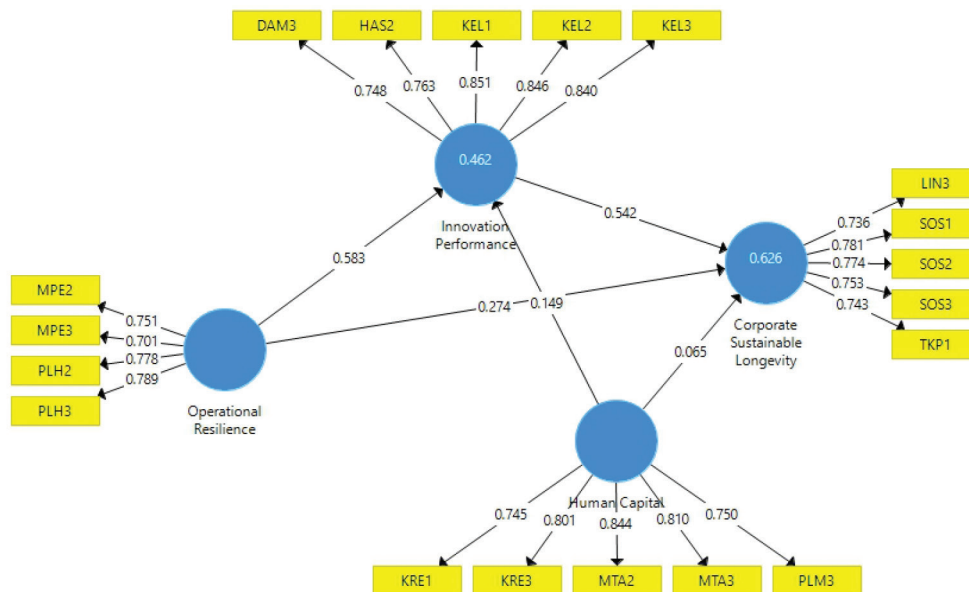 DAM3 HAS2 KEL1 KEL2 KEL3
0.748 0.763 0.851 0.846 0.840
0.462
Innovation
Performance
0.583
0.542
0.274
0.149
0.065
LIN3
SOS1
SOS2
SOS3
TKP1
0.736
0.781
0.774
0.753
0.743
0.626
Corporate
Sustainable
Longevity
MPE2
MPE3
PLH2
PLH3
0.751
0.701
0.778
0.789
Operational
Resilience
Human Capital
0.745 0.801 0.844 0.810 0.750
KRE1 KRE3 MTA2 MTA3 PLM3